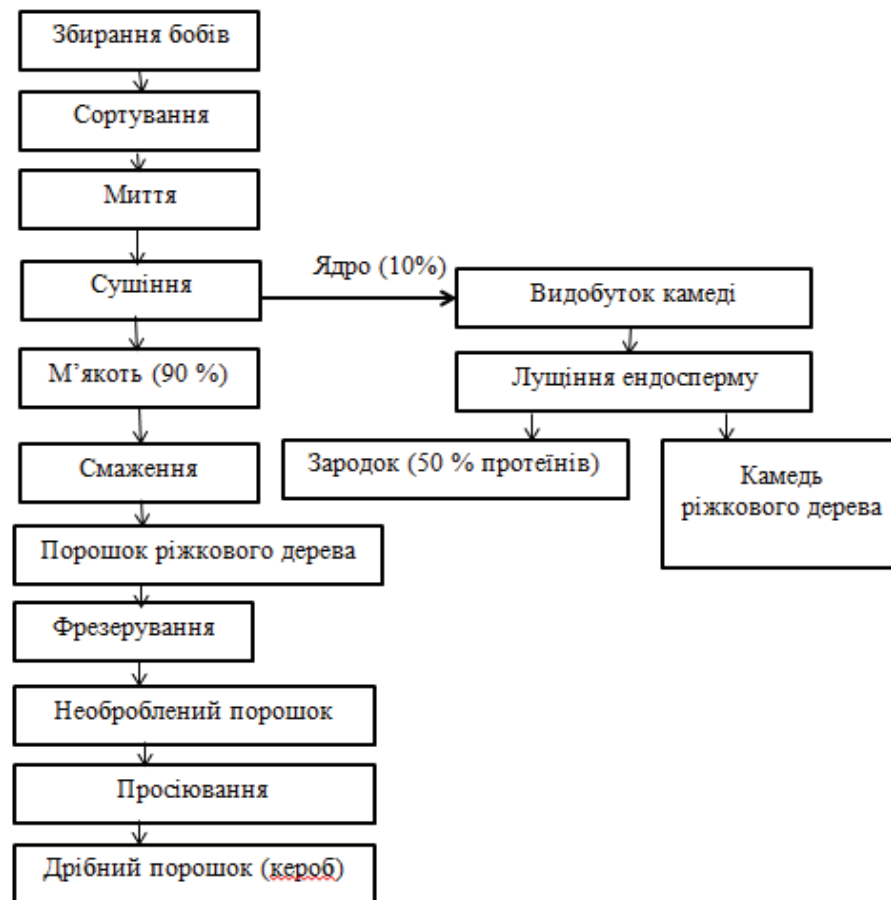 Збирання бобів
Сортування
Миття
Сушіння
Ядро (10%)
Видобуток камеді
М’якоть (90 %)
Лущіння ендосперму
Смаження
Зародок (50 % протеїнів)
Камедь
ріжкового дерева
Порошок ріжкового дерева
Фрезерування
Необроблений порошок
Просіювання
Дрібний порошок (кероб)